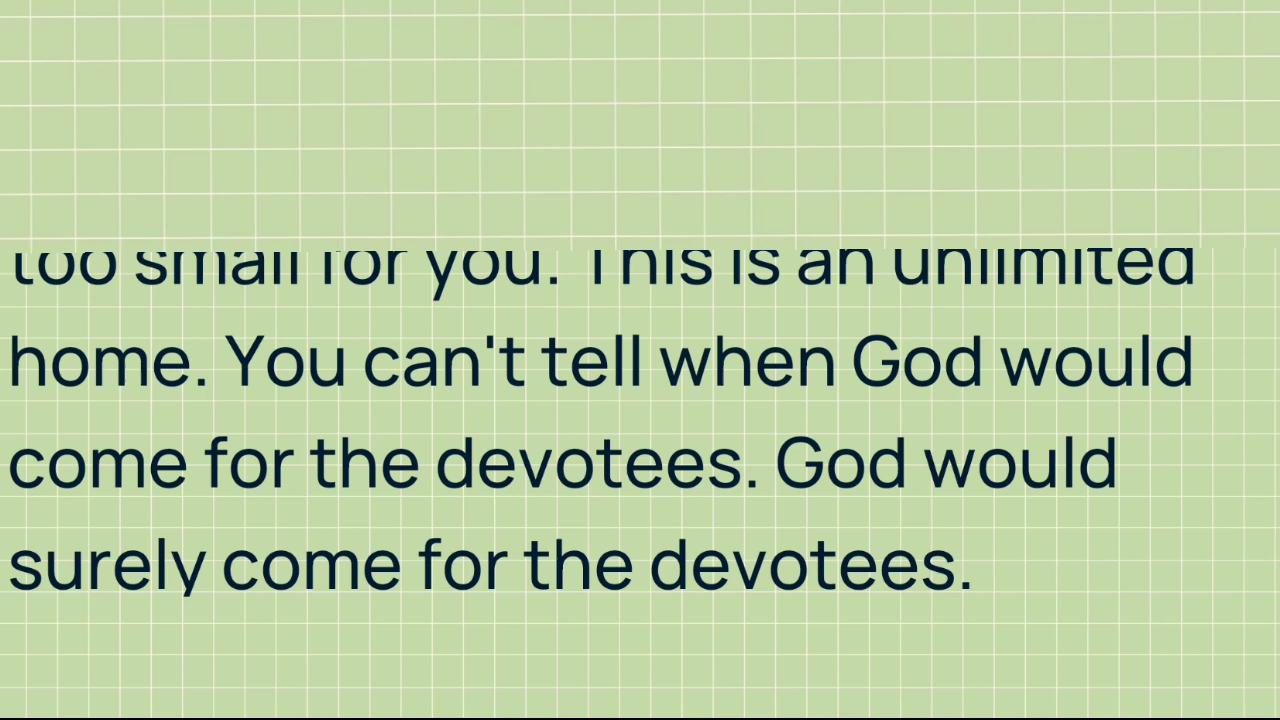 too small for you. This is an unlimited
home. You can't tell when God would
come for the devotees. God would
surely come for the devotees.